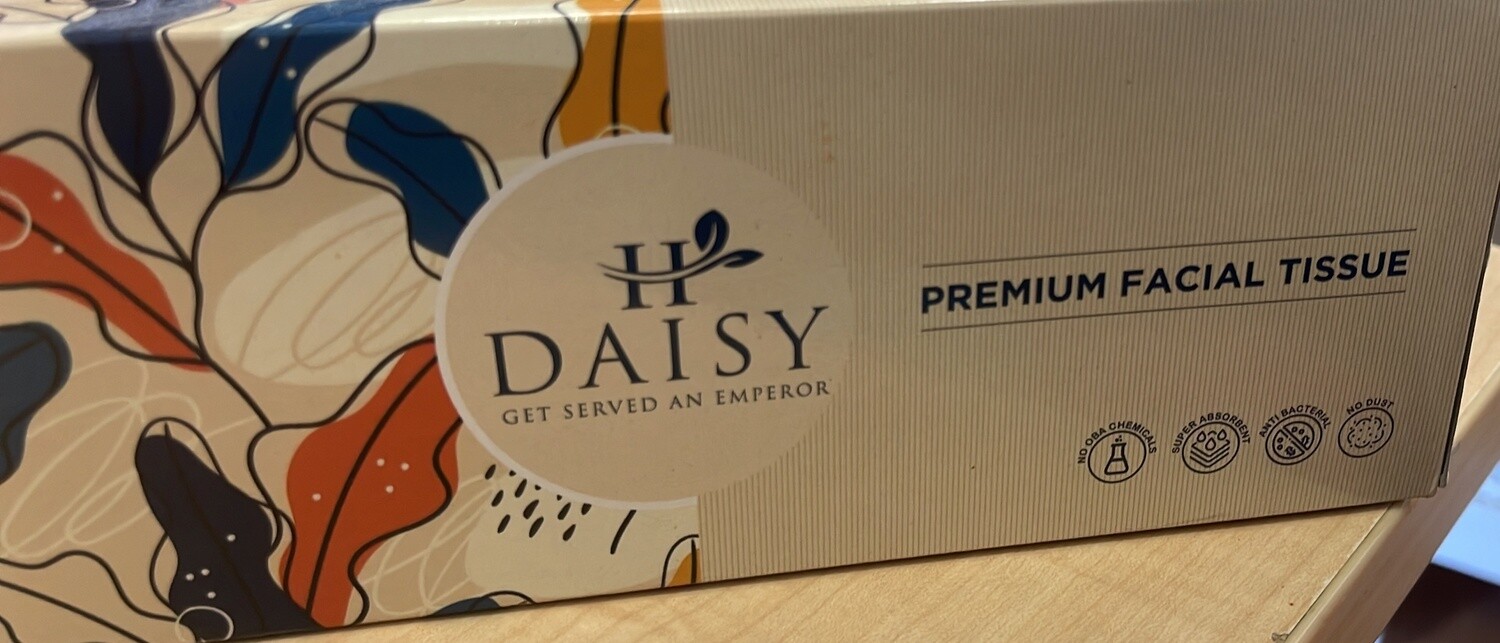 H
DAISY
GET SERVED AN EMPEROR
PREMIUM FACIAL TISSUE
NO OBA CHEMICALS
SUPER ABSORBENT
ANTI BACTERIAL
NO DUST